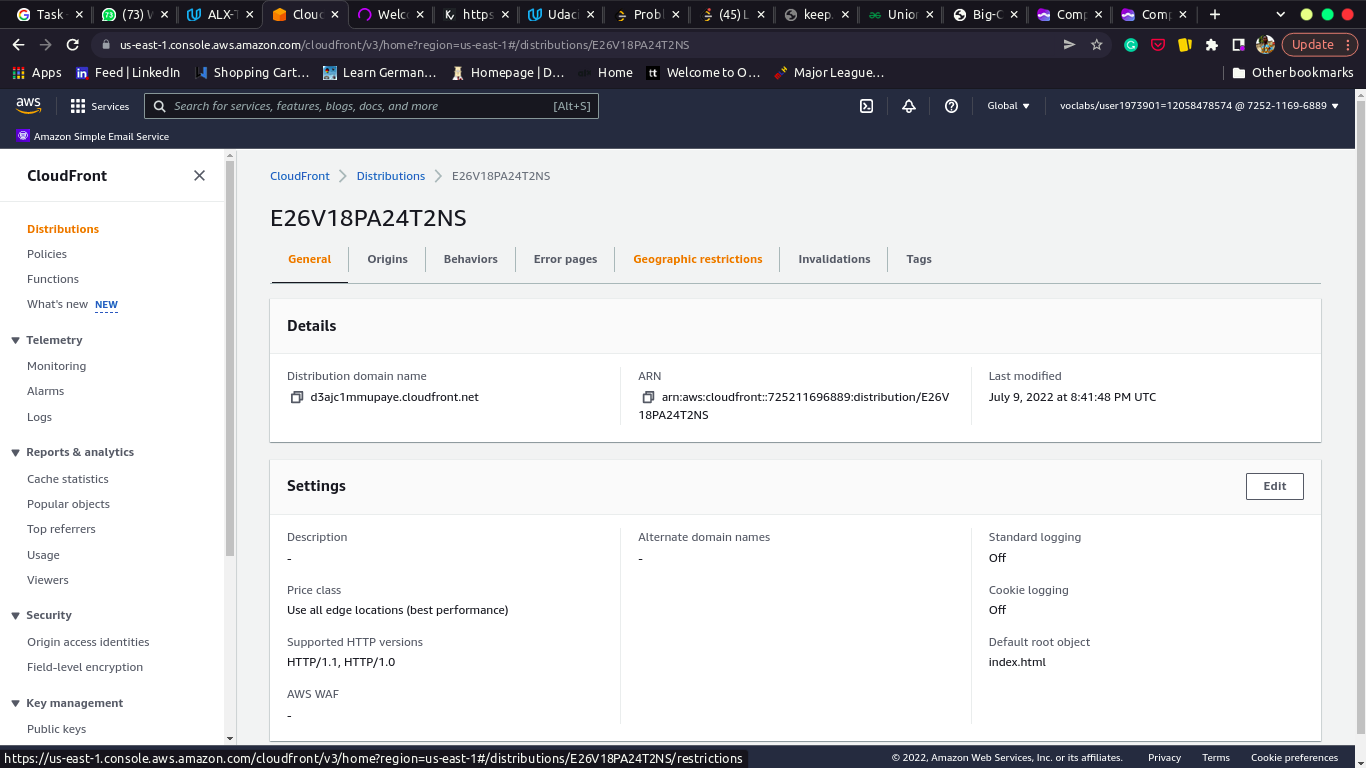 Task -
(73) W
ALX-T
Cloud
Welco
https
Udaci
Probl
(45) L
keep.
Union
Big-C
Comp
Comp
us-east-1.console.aws.amazon.com/cloudfront/v3/home?region=us-east-1#/distributions/E26V18PA24T2NS
Update
Apps
Feed | LinkedIn
Shopping Cart…
Learn German…
Homepage | D…
Home
tt Welcome to O…
Major League…
Other bookmarks
aws
Services
Search for services, features, blogs, docs, and more
[Alt+S]
Global
voclabs/user1973901=12058478574 @ 7252-1169-6889
Amazon Simple Email Service
CloudFront
Distributions
Policies
Functions
What's new NEW
Telemetry
Monitoring
Alarms
Logs
Reports & analytics
Cache statistics
Popular objects
Top referrers
Usage
Viewers
Security
Origin access identities
Field-level encryption
Key management
Public keys
CloudFront
Distributions
E26V18PA24T2NS
E26V18PA24T2NS
General
Origins
Behaviors
Error pages
Geographic restrictions
Invalidations
Tags
Details
Distribution domain name
d3ajc1mmupaye.cloudfront.net
ARN
arn:aws:cloudfront::725211696889:distribution/E26V
18PA24T2NS
Last modified
July 9, 2022 at 8:41:48 PM UTC
Settings
Edit
Description
-
Price class
Use all edge locations (best performance)
Supported HTTP versions
HTTP/1.1, HTTP/1.0
AWS WAF
-
Alternate domain names
-
Standard logging
Off
Cookie logging
Off
Default root object
index.html
https://us-east-1.console.aws.amazon.com/cloudfront/v3/home?region=us-east-1#/distributions/E26V18PA24T2NS/restrictions
© 2022, Amazon Web Services, Inc. or its affiliates.
Privacy
Terms
Cookie preferences